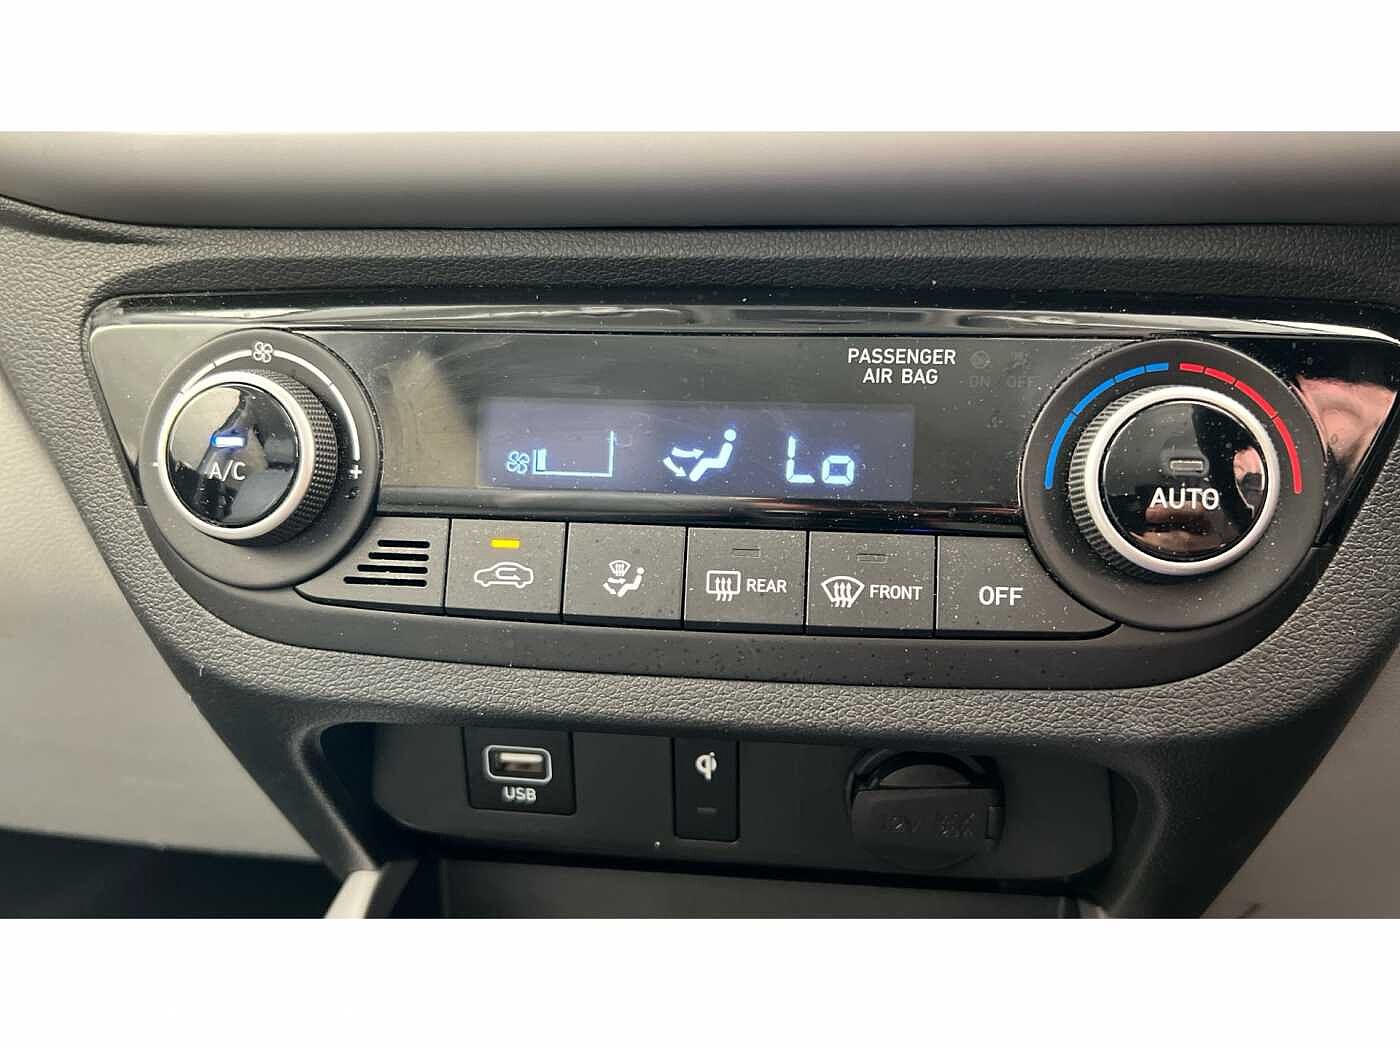 PASSENGER
AIR BAG
ON OFF
A/C
+
Lo
AUTO
REAR
FRONT
OFF
USB